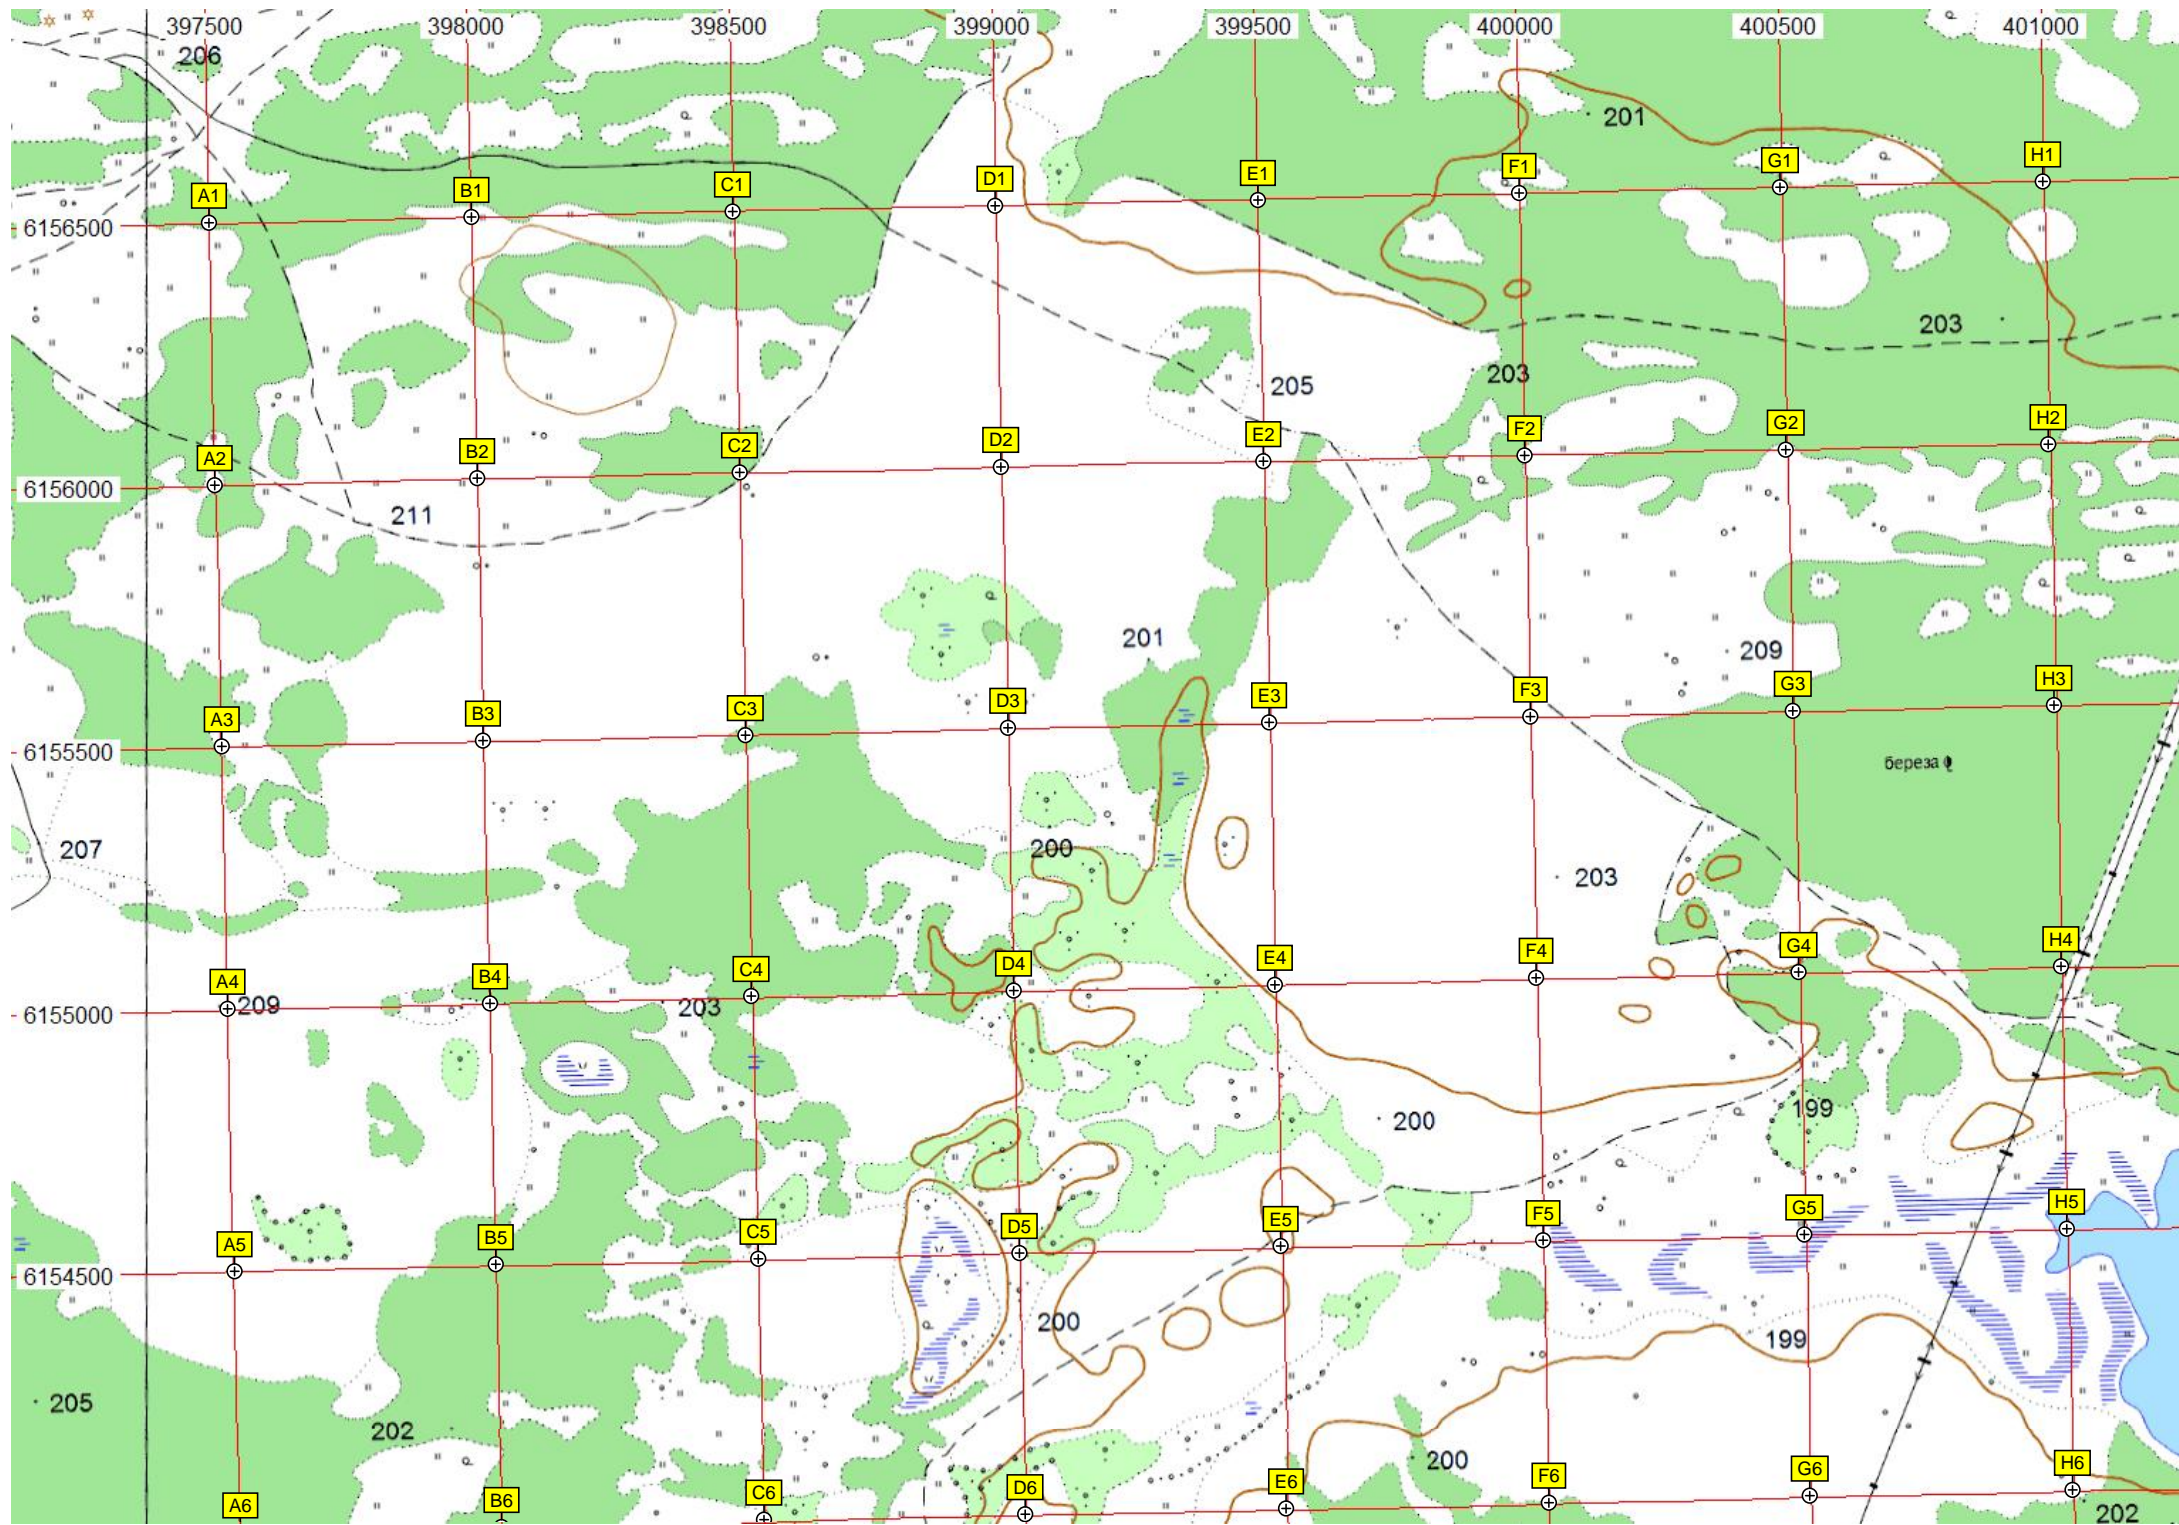 397500 398000 398500 399000 399500 400000 400500 401000
206
201
A1 B1 C1 D1 E1 F1 G1 H1
6156500
203
205 203
A2 B2 C2 D2 E2 F2 G2 H2
6156000
211
201 209
A3 B3 C3 D3 E3 F3 G3 H3
6155500
береза
207 200 203
A4 B4 C4 D4 E4 F4 G4 H4
209 203
6155000
200 199
A5 B5 C5 D5 E5 F5 G5 H5
6154500
200 199
205 202 200
A6 B6 C6 D6 E6 F6 G6 H6
202